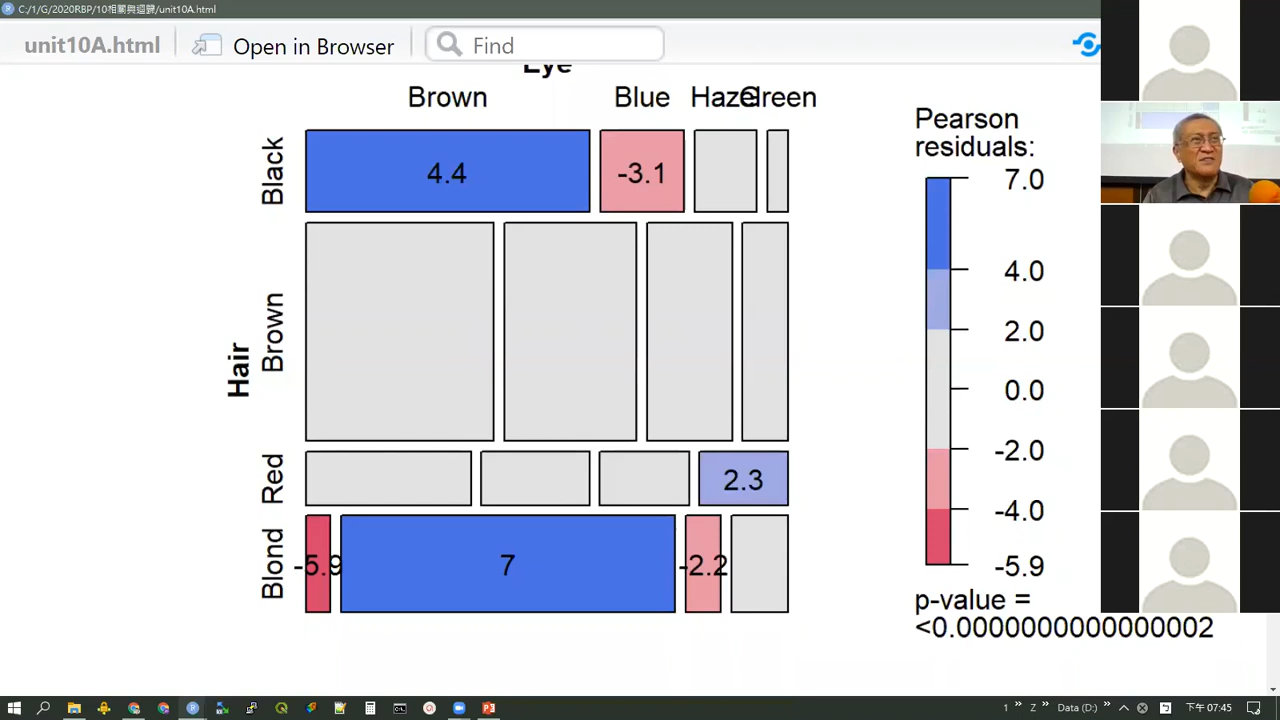 C:/1/G/2020RBP/10相關與迴歸/unit10A.html
unit10A.html
Open in Browser
Find
Eye
Brown Blue Hazel Green
Pearson
residuals:
Hair
Black
4.4
-3.1
Brown
Red
2.3
Blond
-5.9
7
-2.2
7.0
4.0
2.0
0.0
-2.0
-4.0
-5.9
p-value =
<0.0000000000000002
1
Z
Data (D:)
下午 07:45